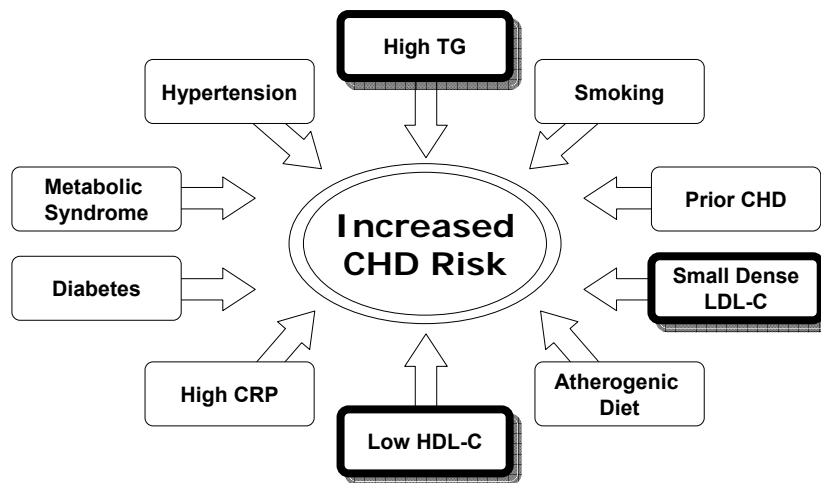 High TG
Hypertension
Smoking
Metabolic
Syndrome
Prior CHD
Increased
CHD Risk
Diabetes
Small Dense
LDL-C
High CRP
Atherogenic
Diet
Low HDL-C